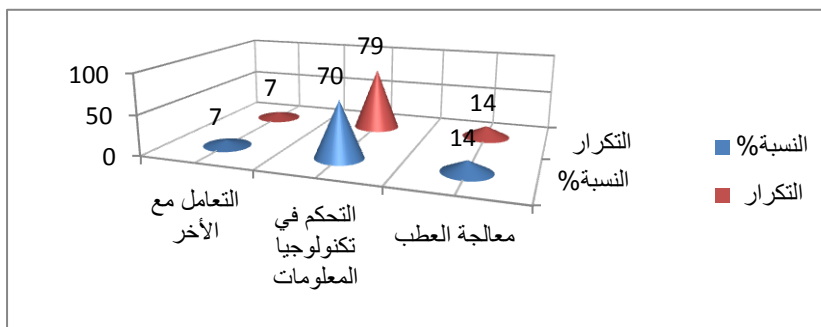 100
50
0
7
7
70
79
14
14
التعامل مع
الأخر
التحكم في
تكنولوجيا
المعلومات
معالجة العطب
التكرار
النسبة%
النسبة%
التكرار